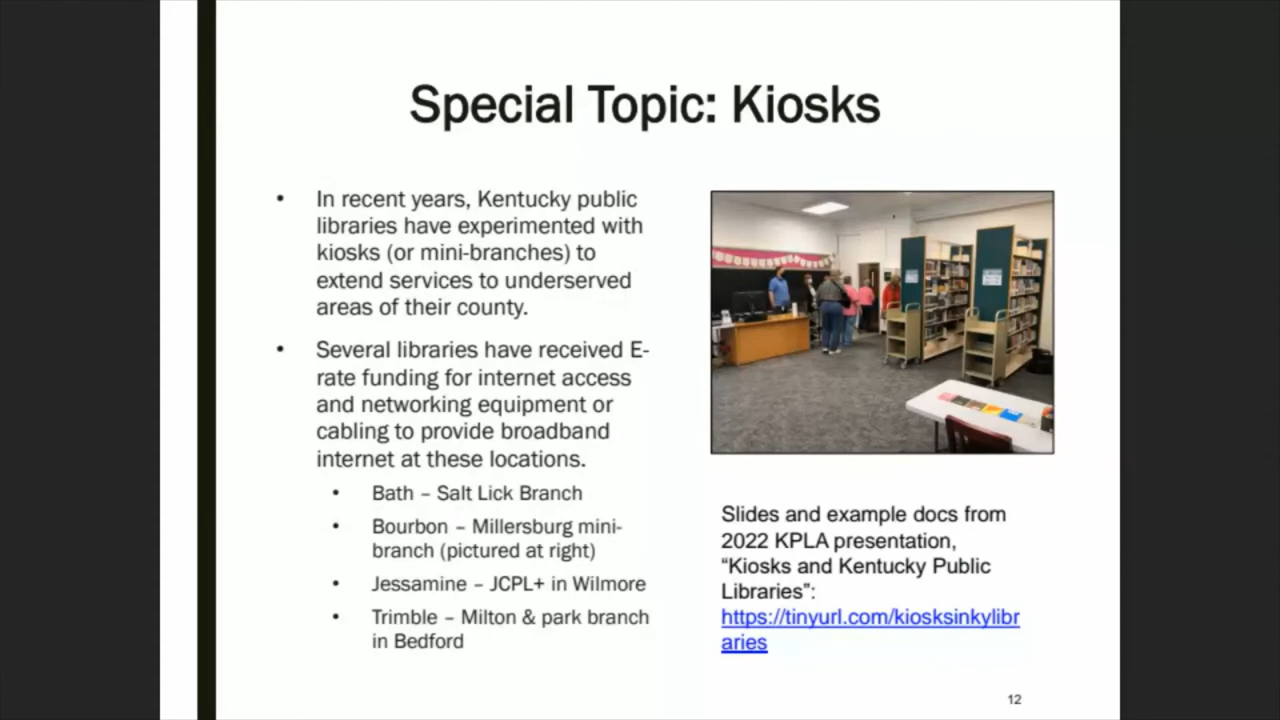 Special Topic: Kiosks
• In recent years, Kentucky public
libraries have experimented with
kiosks (or mini-branches) to
extend services to underserved
areas of their county.
• Several libraries have received E-
rate funding for internet access
and networking equipment or
cabling to provide broadband
internet at these locations.
• Bath – Salt Lick Branch
• Bourbon – Millersburg mini-
branch (pictured at right)
• Jessamine – JCPL+ in Wilmore
• Trimble – Milton & park branch
in Bedford
Slides and example docs from
2022 KPLA presentation,
“Kiosks and Kentucky Public
Libraries”:
https://tinyurl.com/kiosksinkylibr
aries
12